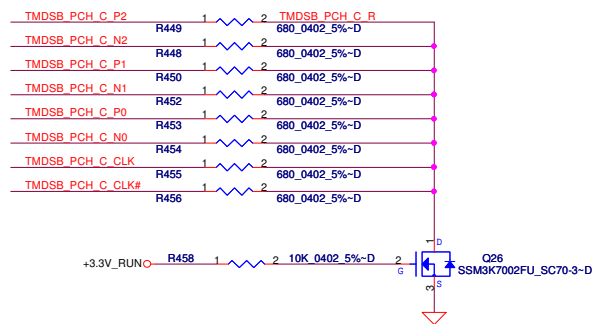 TMDSB_PCH_C_P2 1 2 TMDSB_PCH_C_R
R449 680_0402_5%~D
TMDSB_PCH_C_N2 1 2
R448 680_0402_5%~D
TMDSB_PCH_C_P1 1 2
R450 680_0402_5%~D
TMDSB_PCH_C_N1 1 2
R452 680_0402_5%~D
TMDSB_PCH_C_P0 1 2
R453 680_0402_5%~D
TMDSB_PCH_C_N0 1 2
R454 680_0402_5%~D
TMDSB_PCH_C_CLK 1 2
R455 680_0402_5%~D
TMDSB_PCH_C_CLK# 1 2
R456 680_0402_5%~D
1 D
+3.3V_RUN R458 1 2 10K_0402_5%~D 2 G Q26
SSM3K7002FU_SC70-3~D
3 S